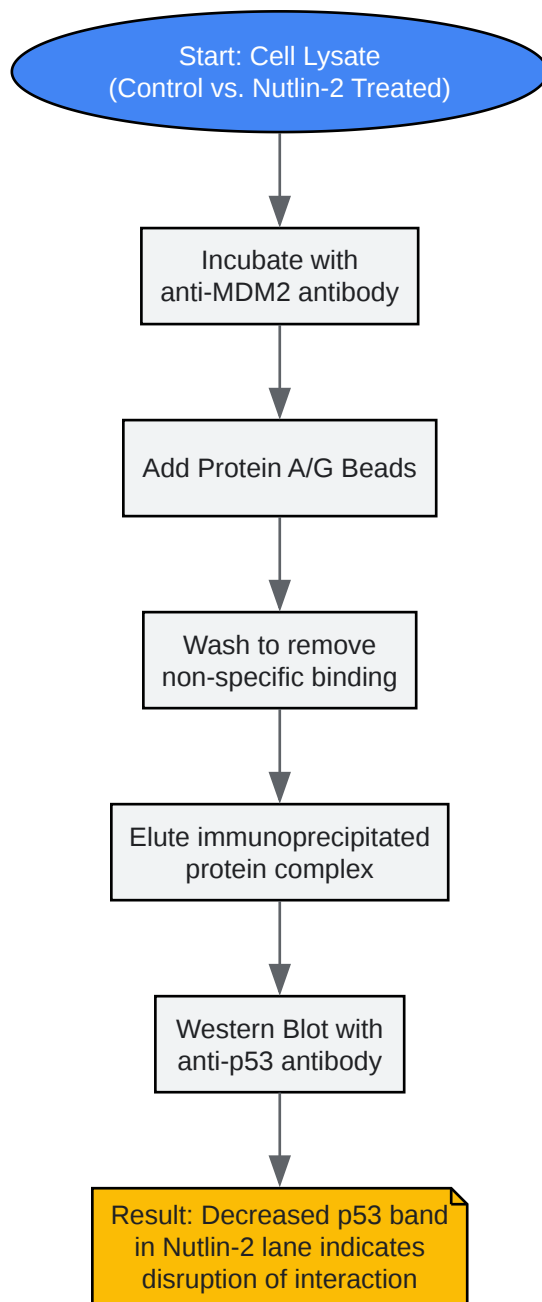 Start: Cell Lysate
(Control vs. Nutlin-2 Treated)
Incubate with
anti-MDM2 antibody
Add Protein A/G Beads
Wash to remove
non-specific binding
Elute immunoprecipitated
protein complex
Western Blot with
anti-p53 antibody
Result: Decreased p53 band
in Nutlin-2 lane indicates
disruption of interaction